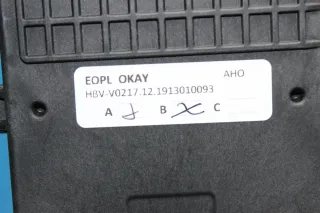 EOPL OKAY AHO
HBV-V0217.12.1913010093
A B C